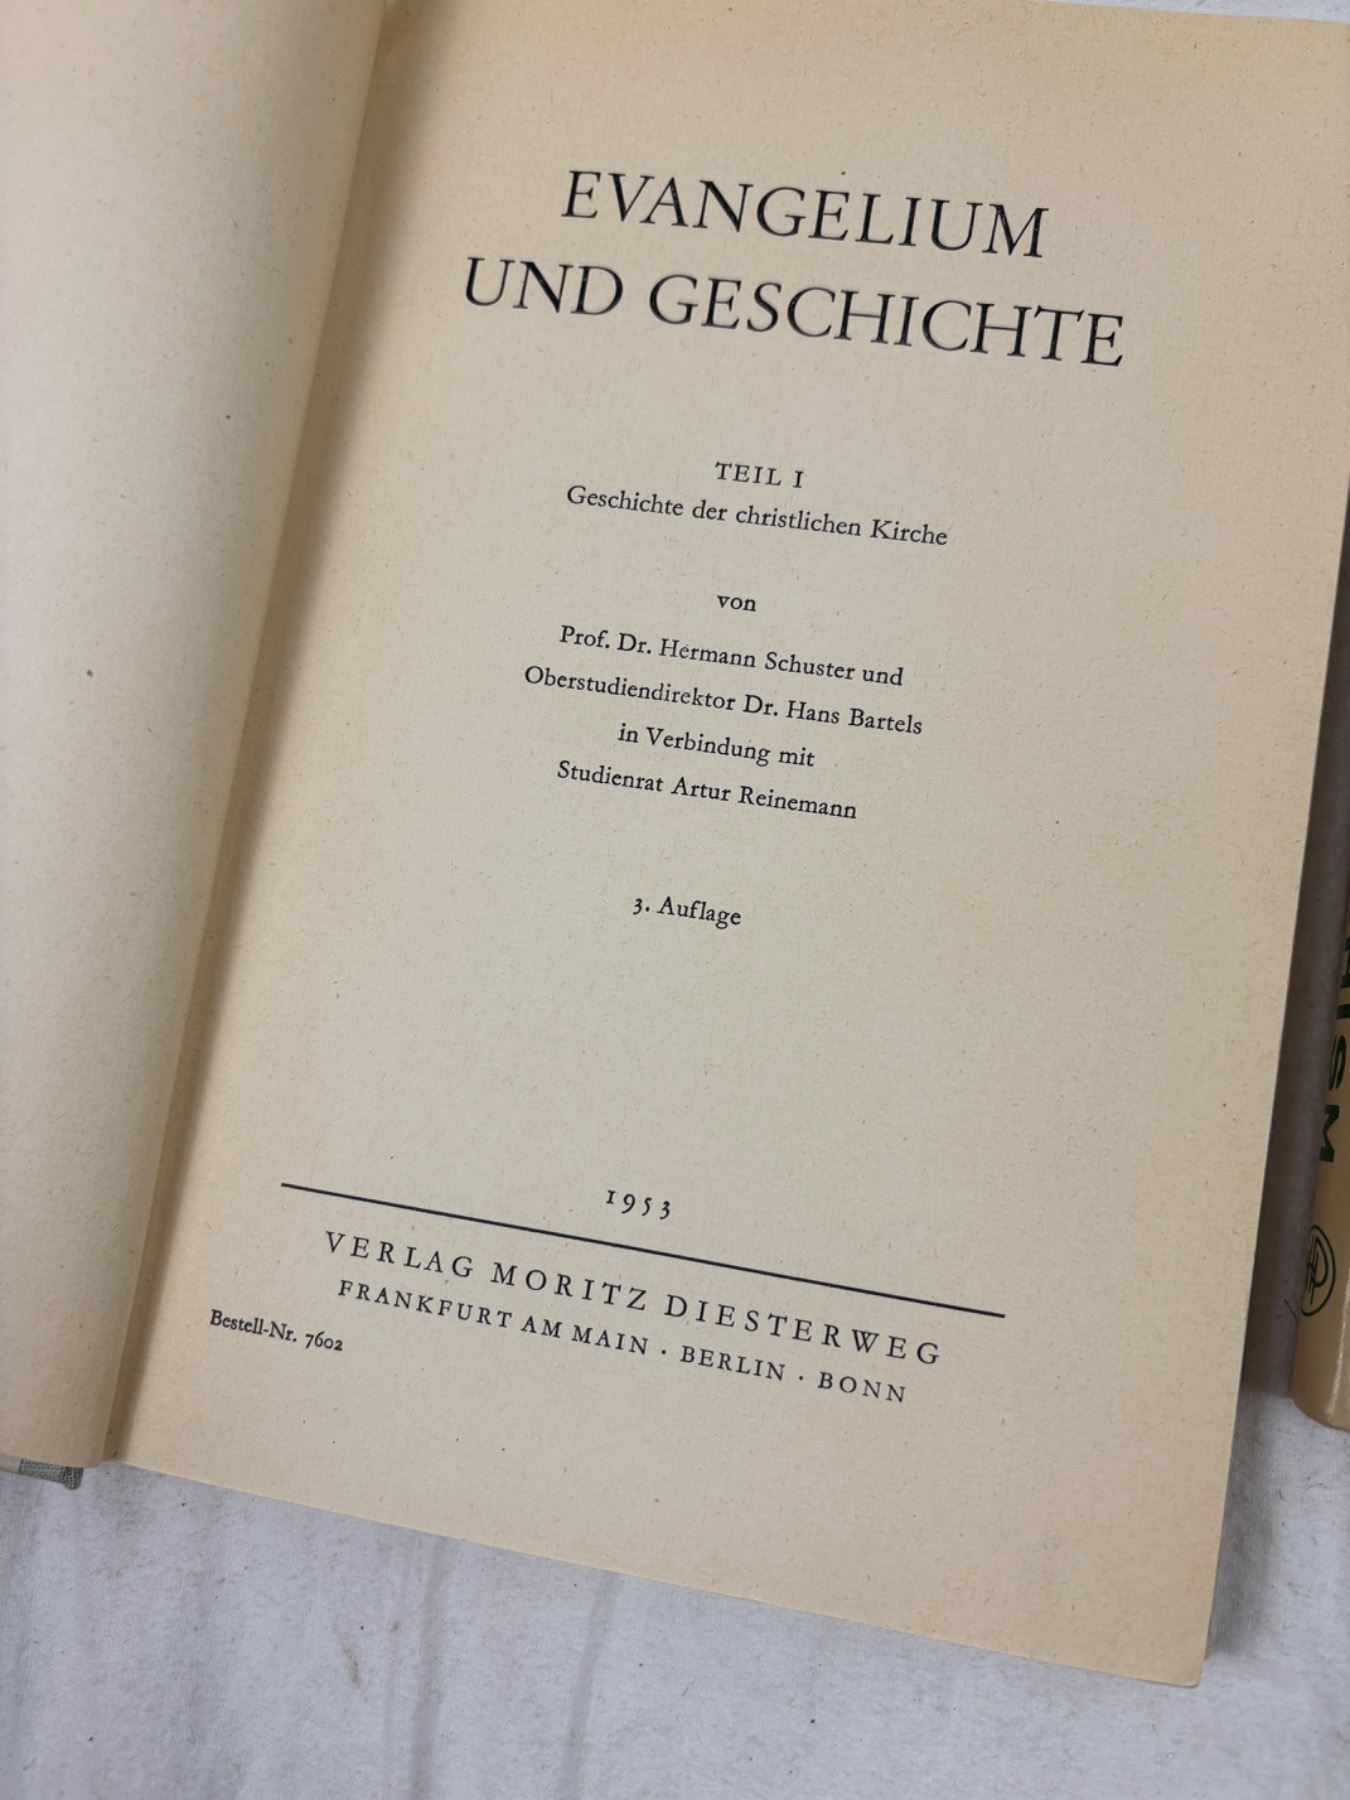 EVANGELIUM
UND GESCHICHTE
TEIL I
Geschichte der christlichen Kirche
von
Prof. Dr. Hermann Schuster und
Oberstudiendirektor Dr. Hans Bartels
in Verbindung mit
Studienrat Artur Reinemann
3. Auflage
1953
VERLAG MORITZ DIESTERWEG
FRANKFURT AM MAIN · BERLIN · BONN
Bestell-Nr. 7602